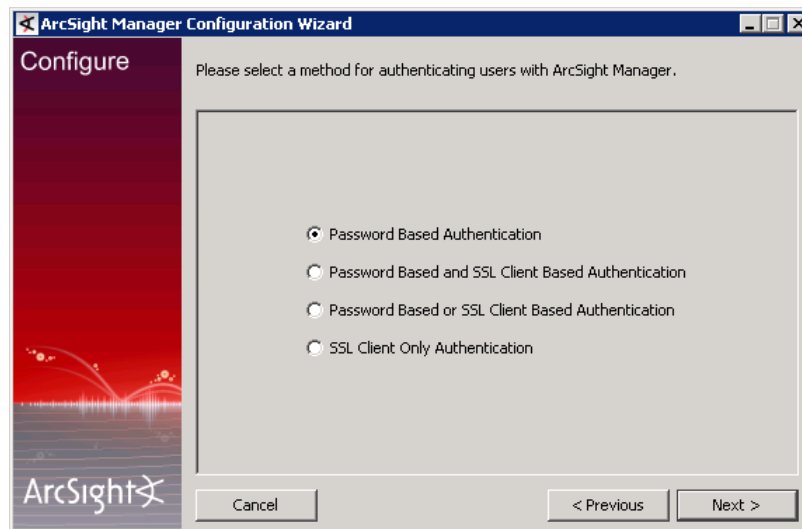 ArcSight Manager Configuration Wizard
Configure
Please select a method for authenticating users with ArcSight Manager.
Password Based Authentication
Password Based and SSL Client Based Authentication
Password Based or SSL Client Based Authentication
SSL Client Only Authentication
ArcSight
Cancel
< Previous
Next >